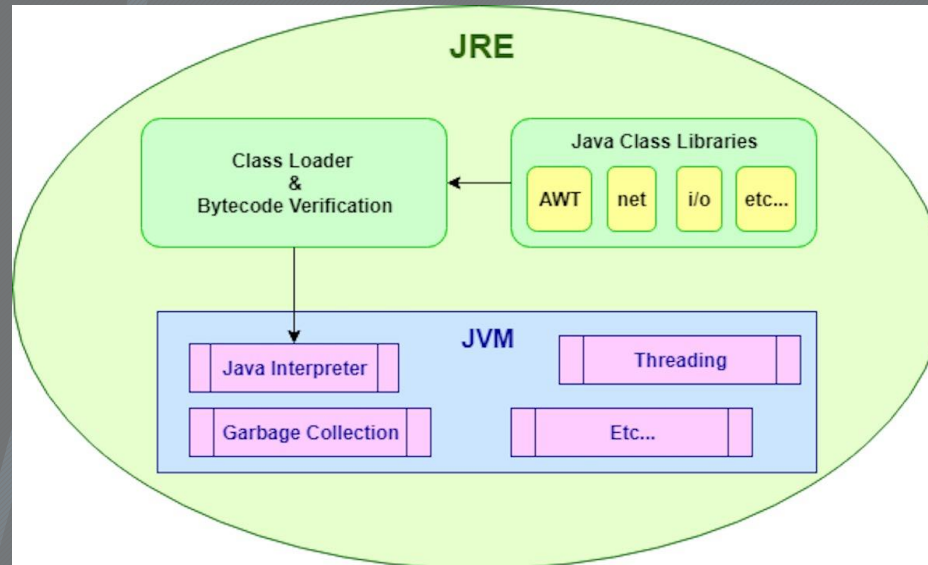 JRE
Class Loader
&
Bytecode Verification
Java Class Libraries
AWT
net
i/o
etc...
JVM
Java Interpreter
Threading
Garbage Collection
Etc...